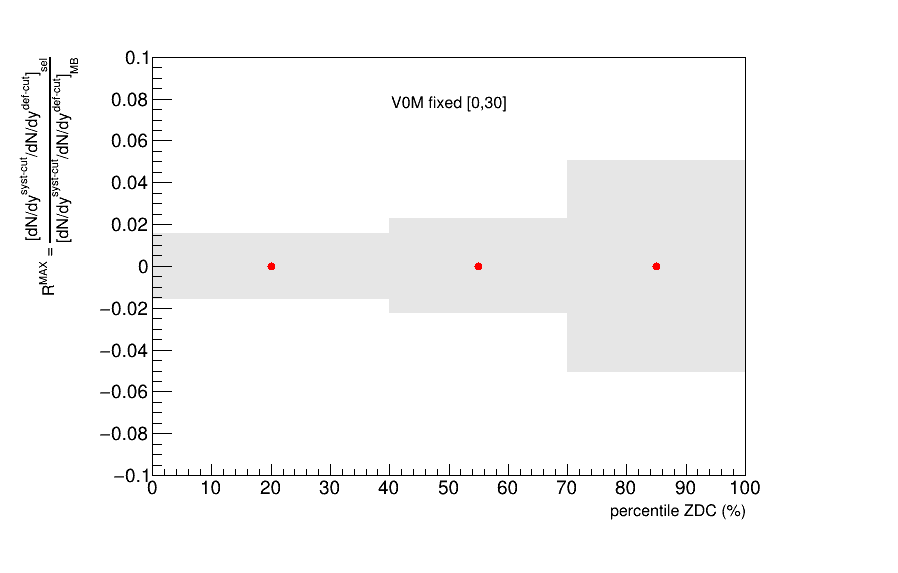 R^MAX = [dN/dy^syst-cut/dN/dy^def-cut]_sel
[dN/dy^syst-cut/dN/dy^def-cut]_MB
0.1
V0M fixed [0,30]
0.08
0.06
0.04
0.02
0
−0.02
−0.04
−0.06
−0.08
−0.1
0 10 20 30 40 50 60 70 80 90 100
percentile ZDC (%)